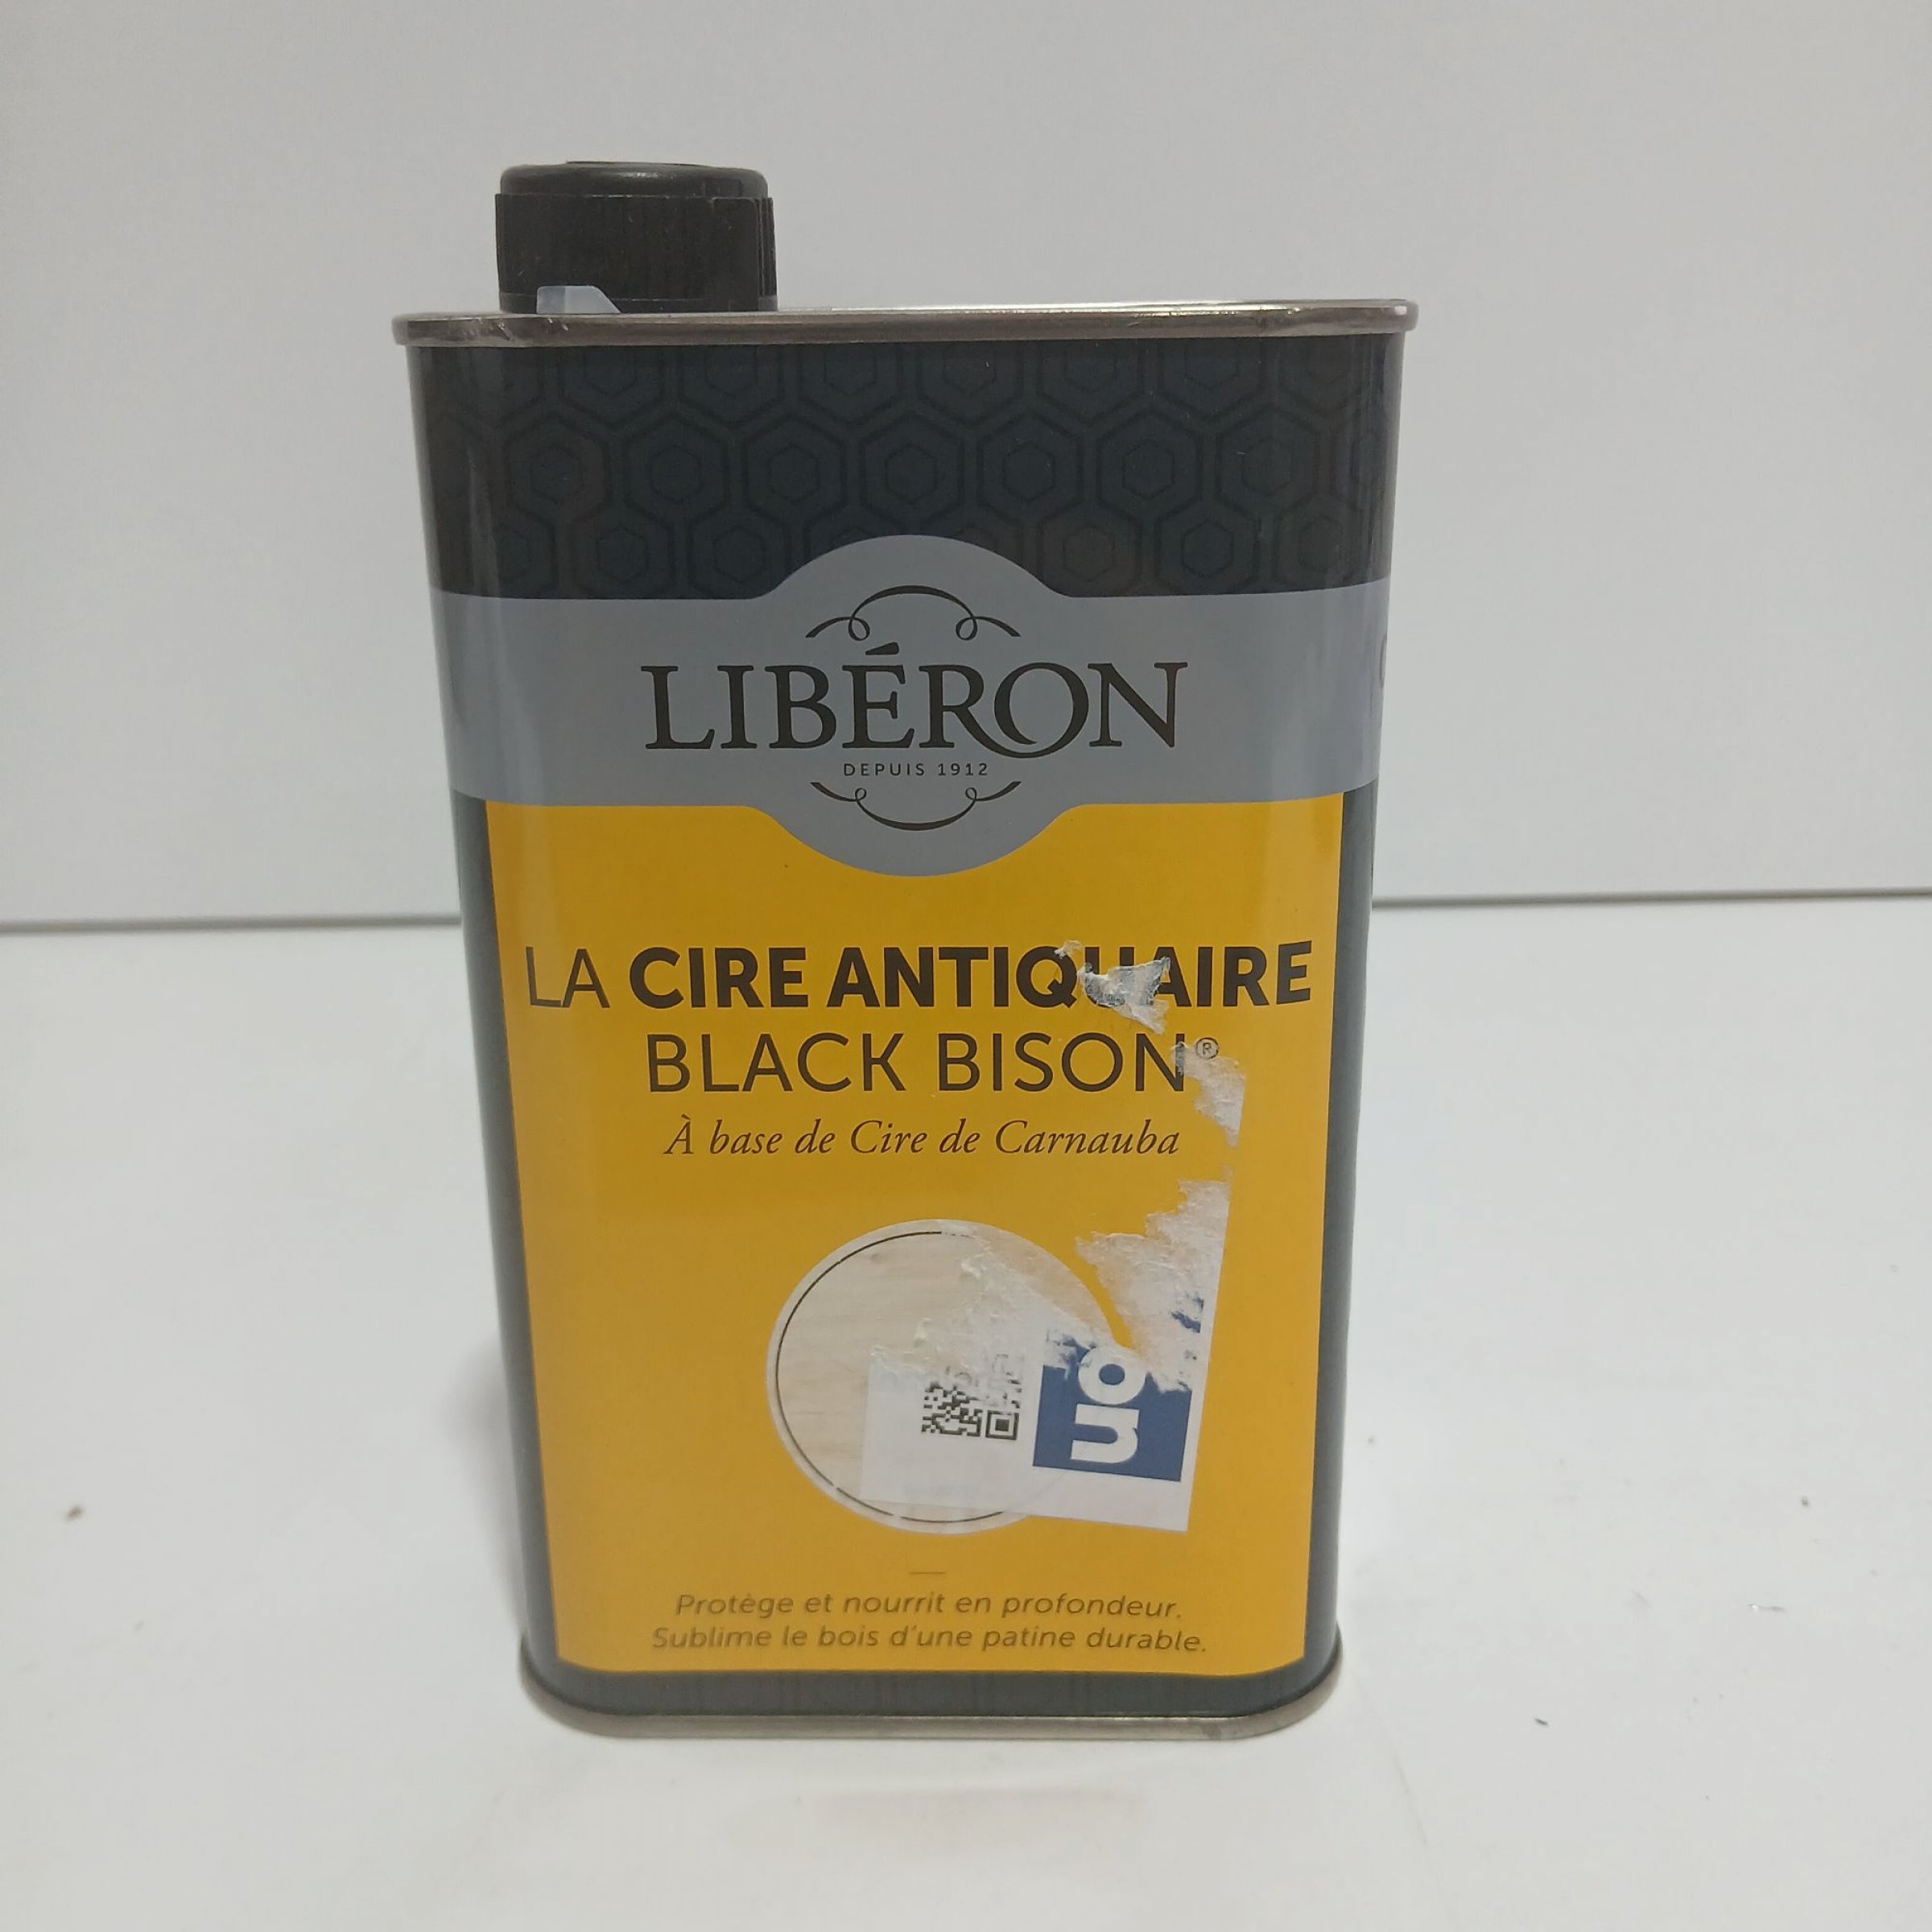 LIBÉRON
DEPUIS 1912
LA CIRE ANTIQUAIRE
BLACK BISON®
À base de Cire de Carnauba
on
Protège et nourrit en profondeur.
Sublime le bois d'une patine durable.